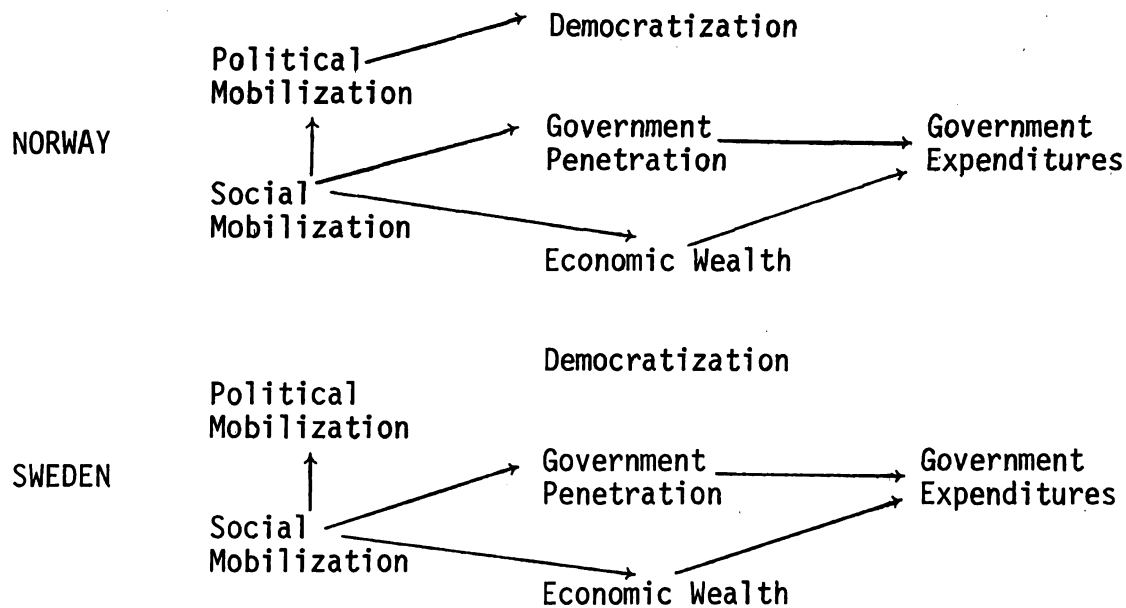 Democratization
Political
Mobilization
NORWAY
Government
Penetration
Government
Expenditures
Social
Mobilization
Economic Wealth
Democratization
Political
Mobilization
SWEDEN
Government
Penetration
Government
Expenditures
Social
Mobilization
Economic Wealth